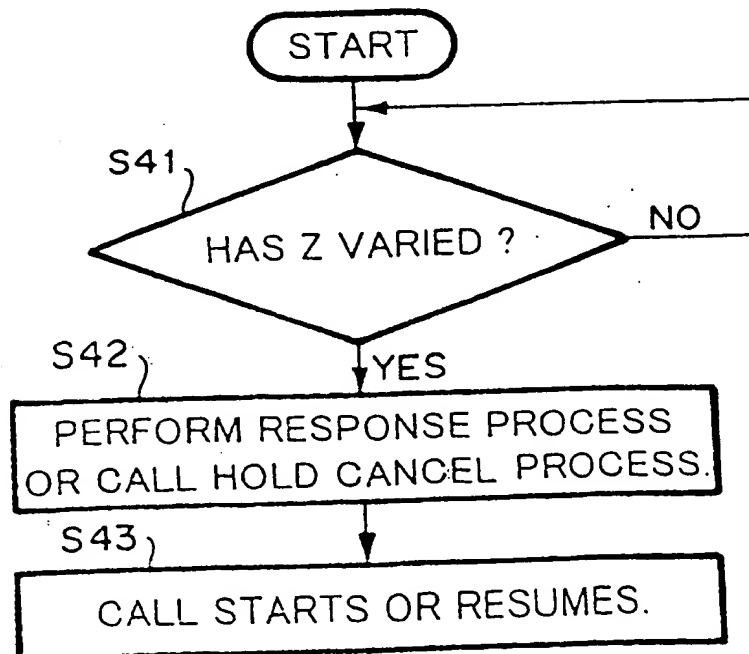 START
S41
HAS Z VARIED ?
NO
YES
S42
PERFORM RESPONSE PROCESS
OR CALL HOLD CANCEL PROCESS.
S43
CALL STARTS OR RESUMES.